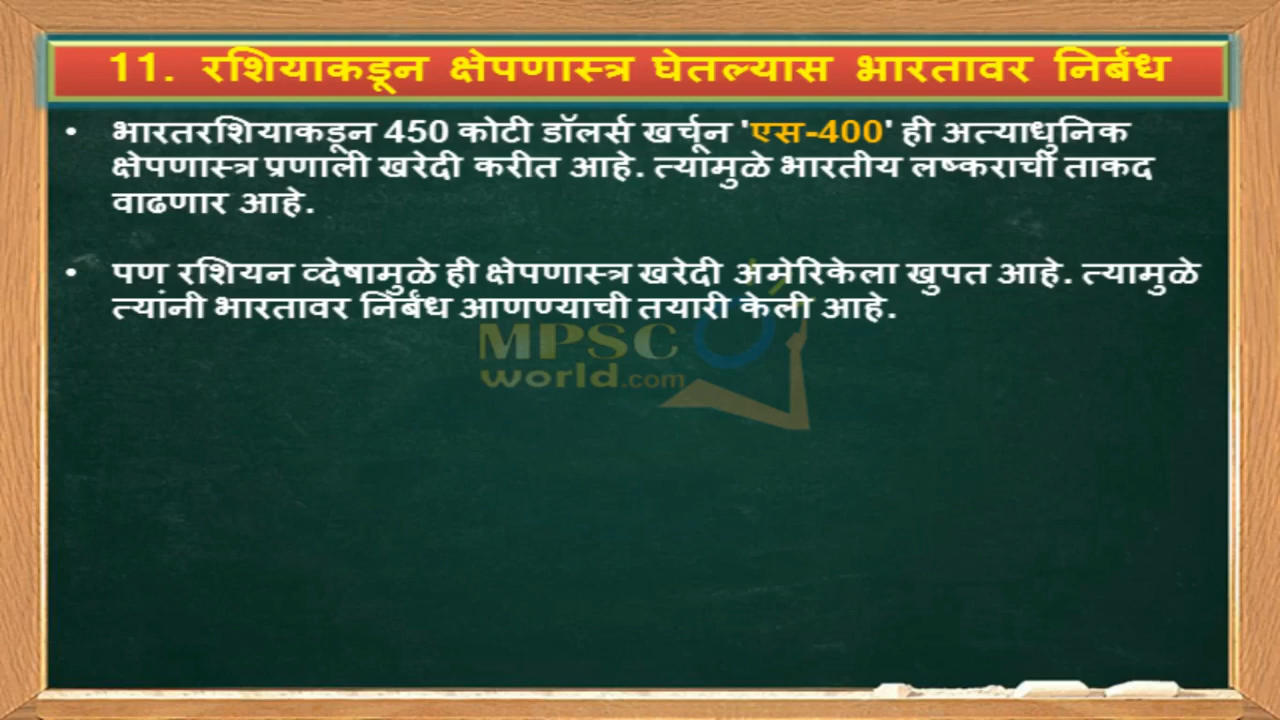 11. रशियाकडून क्षेपणास्त्र घेतल्यास भारतावर निर्बंध
• भारतरशियाकडून 450 कोटी डॉलर्स खर्चून 'एस-400' ही अत्याधुनिक
क्षेपणास्त्र प्रणाली खरेदी करीत आहे. त्यामुळे भारतीय लष्कराची ताकद
वाढणार आहे.
• पण रशियन व्देषामुळे ही क्षेपणास्त्र खरेदी अमेरिकेला खुपत आहे. त्यामुळे
त्यांनी भारतावर निर्बंध आणण्याची तयारी केली आहे.
MPSC
world.com